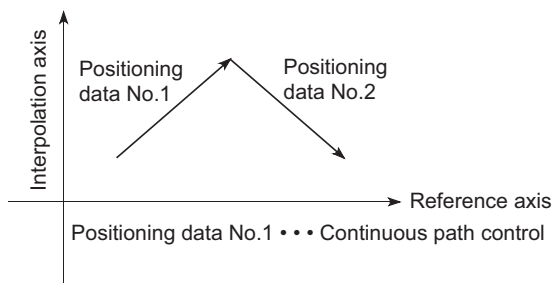 Interpolation axis
Positioning
data No.1
Positioning
data No.2
Reference axis
Positioning data No.1 • • • Continuous path control